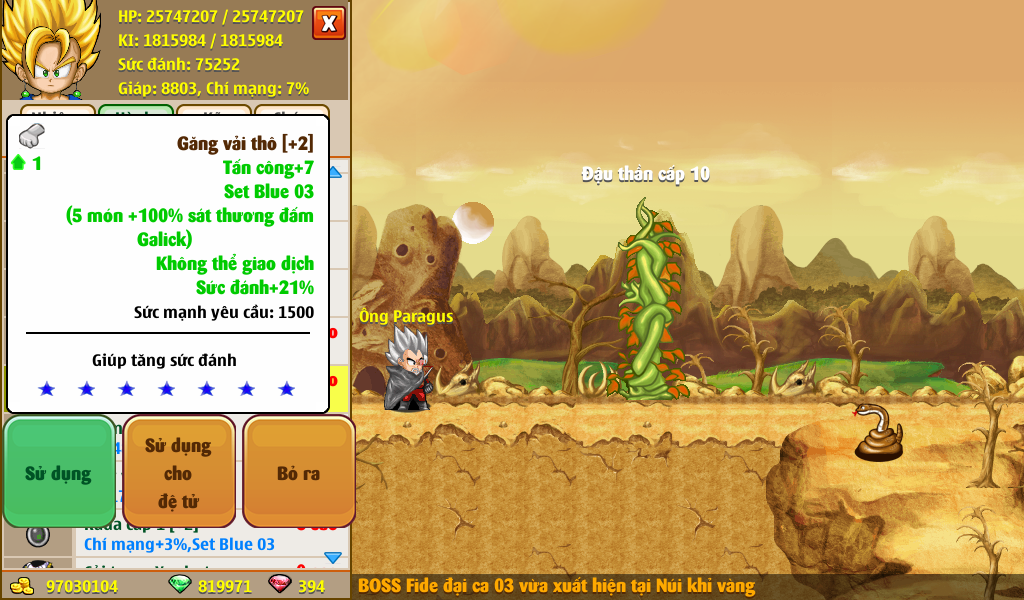 HP: 25747207 / 25747207
KI: 1815984 / 1815984
Sức đánh: 75252
Giáp: 8803, Chí mạng: 7%
X
1
Găng vải thô [+2]
Tấn công+7
Set Blue 03
(5 món +100% sát thương đấm
Galick)
Không thể giao dịch
Sức đánh+21%
Sức mạnh yêu cầu: 1500
Giúp tăng sức đánh
Sử dụng
Sử dụng
cho
đệ tử
Bỏ ra
Chí mạng+3%,Set Blue 03
97030104
819971
394
Đậu thần cấp 10
Ông Paragus
BOSS Fide đại ca 03 vừa xuất hiện tại Núi khỉ vàng